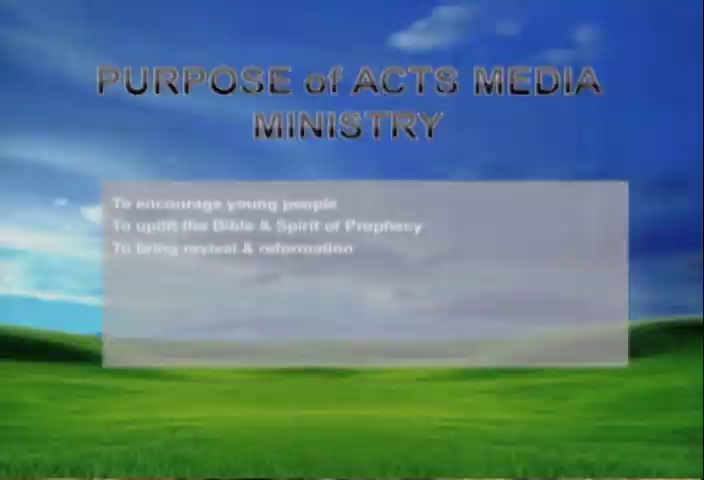 PURPOSE of ACTS MEDIA
MINISTRY
To encourage young people
To uplift the Bible & Spirit of Prophecy
To bring revival & reformation